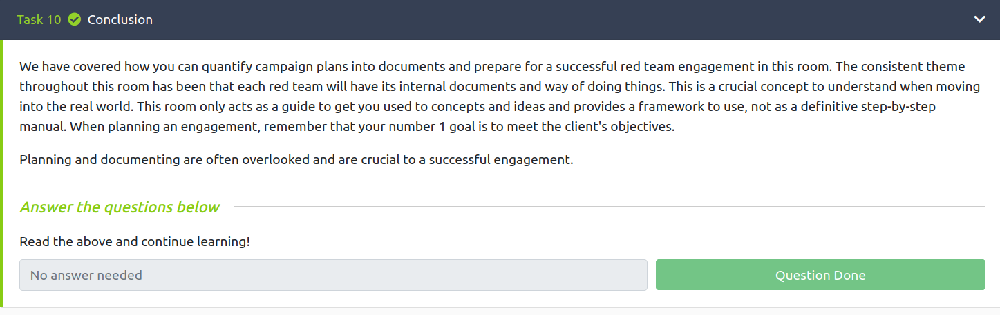 Task 10 Conclusion
We have covered how you can quantify campaign plans into documents and prepare for a successful red team engagement in this room. The consistent theme
throughout this room has been that each red team will have its internal documents and way of doing things. This is a crucial concept to understand when moving
into the real world. This room only acts as a guide to get you used to concepts and ideas and provides a framework to use, not as a definitive step-by-step
manual. When planning an engagement, remember that your number 1 goal is to meet the client's objectives.
Planning and documenting are often overlooked and are crucial to a successful engagement.
Answer the questions below
Read the above and continue learning!
No answer needed
Question Done